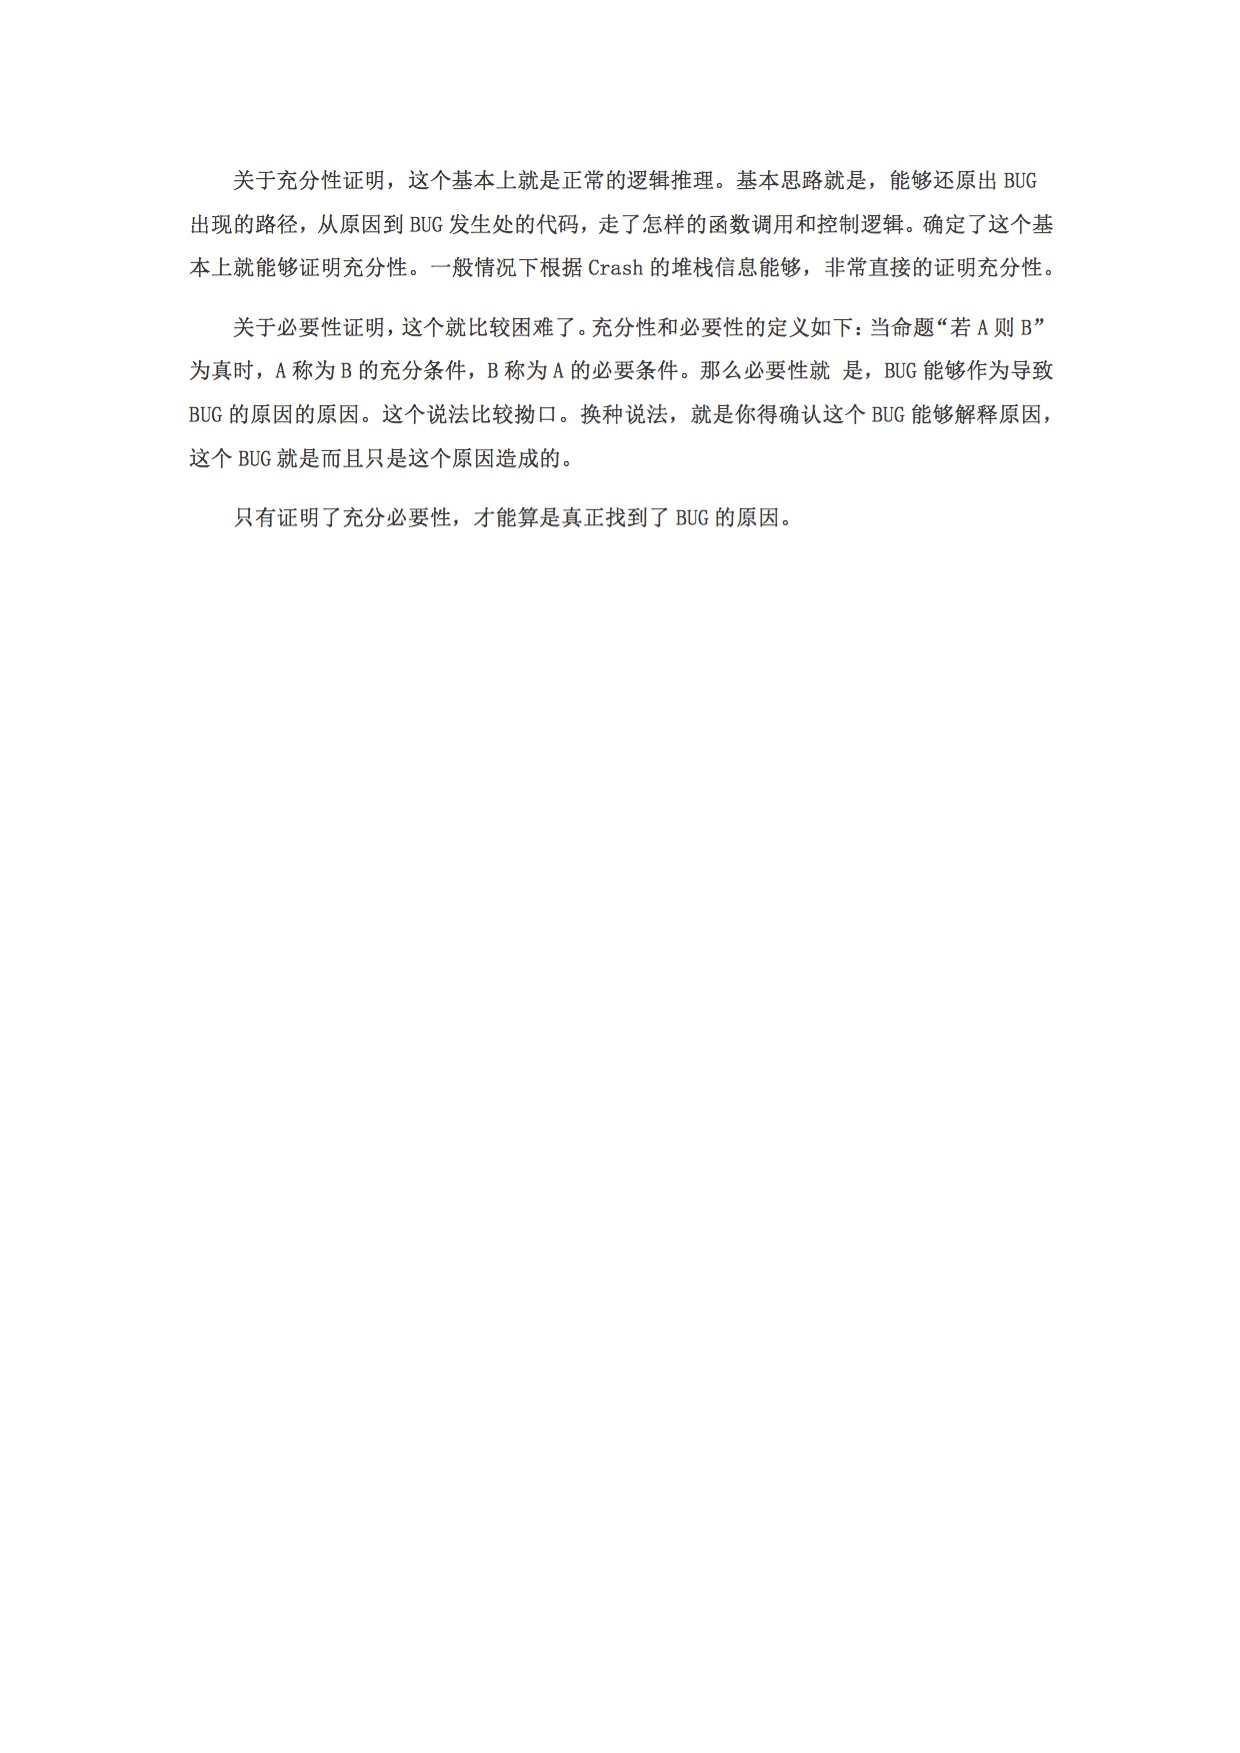 关于充分性证明，这个基本上就是正常的逻辑推理。基本思路就是，能够还原出 BUG
出现的路径，从原因到 BUG 发生处的代码，走了怎样的函数调用和控制逻辑。确定了这个基
本上就能够证明充分性。一般情况下根据 Crash 的堆栈信息能够，非常直接的证明充分性。
关于必要性证明，这个就比较困难了。充分性和必要性的定义如下：当命题“若 A 则 B”
为真时，A 称为 B 的充分条件，B 称为 A 的必要条件。那么必要性就 是，BUG 能够作为导致
BUG 的原因的原因。这个说法比较拗口。换种说法，就是你得确认这个 BUG 能够解释原因，
这个 BUG 就是而且只是这个原因造成的。
只有证明了充分必要性，才能算是真正找到了 BUG 的原因。